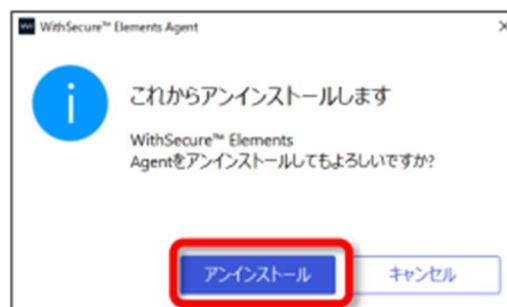 WithSecure™ Elements Agent
これからアンインストールします
WithSecure™ Elements
Agentをアンインストールしてもよろしいですか?
アンインストール
キャンセル